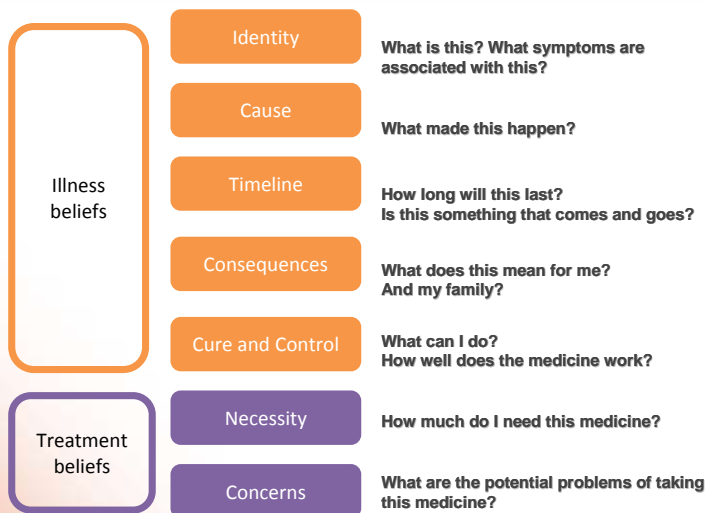 Illness
beliefs
Identity
What is this? What symptoms are
associated with this?
Cause
What made this happen?
Timeline
How long will this last?
Is this something that comes and goes?
Consequences
What does this mean for me?
And my family?
Cure and Control
What can I do?
How well does the medicine work?
Treatment
beliefs
Necessity
How much do I need this medicine?
Concerns
What are the potential problems of taking
this medicine?